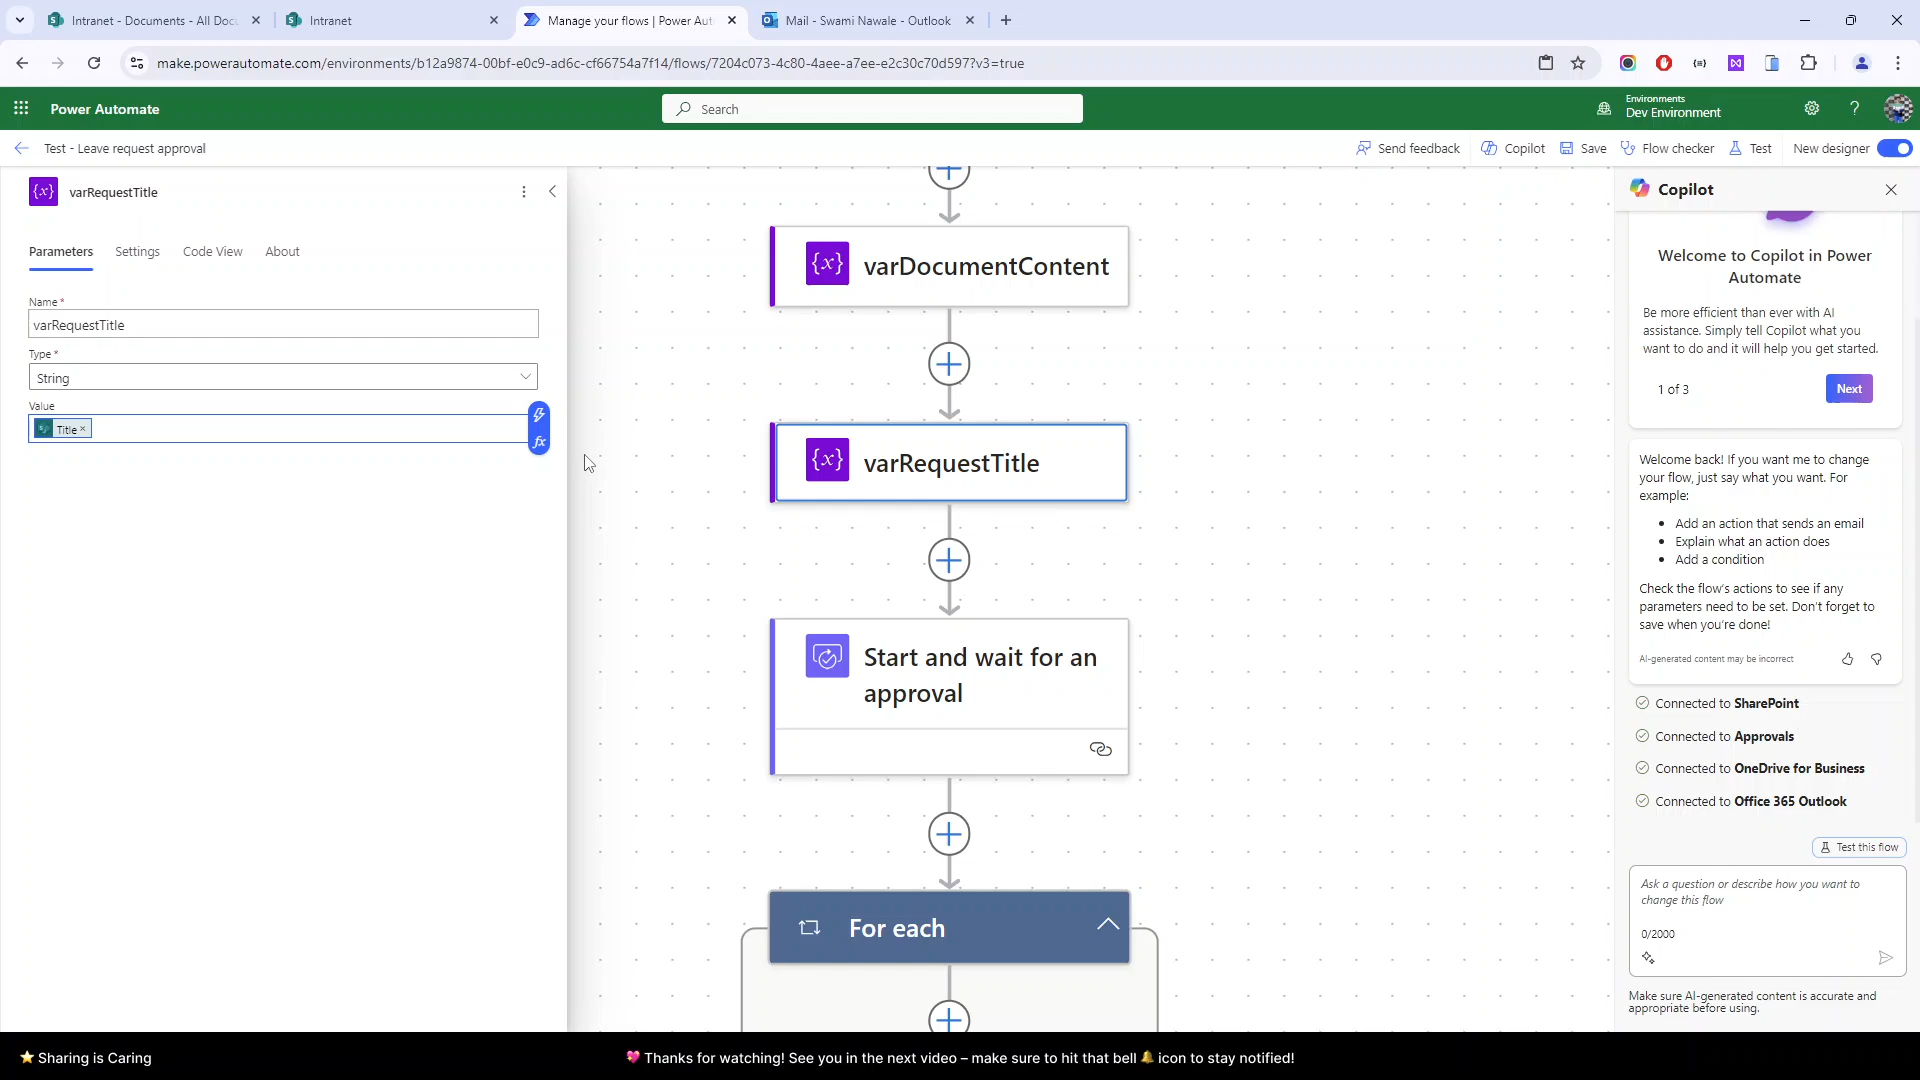 Intranet - Documents - All Docu
Intranet
Manage your flows | Power Aut
Mail - Swami Nawale - Outlook
make.powerautomate.com/environments/b12a9874-00bf-e0c9-ad6c-cf66754a7f14/flows/7204c073-4c80-4aee-a7ee-e2c30c70d597?v3=true
Power Automate
Search
Environments
Dev Environment
Test - Leave request approval
Send feedback
Copilot
Save
Flow checker
Test
New designer
{x} varRequestTitle
Parameters
Settings
Code View
About
Name*
varRequestTitle
Type *
String
Value
Title ×
fx
{x} varDocumentContent
{x} varRequestTitle
Start and wait for an
approval
For each
Copilot
Welcome to Copilot in Power
Automate
Be more efficient than ever with AI
assistance. Simply tell Copilot what you
want to do and it will help you get started.
1 of 3
Next
Welcome back! If you want me to change
your flow, just say what you want. For
example:
• Add an action that sends an email
• Explain what an action does
• Add a condition
Check the flow's actions to see if any
parameters need to be set. Don't forget to
save when you're done!
AI-generated content may be incorrect
Connected to SharePoint
Connected to Approvals
Connected to OneDrive for Business
Connected to Office 365 Outlook
Test this flow
Ask a question or describe how you want to
change this flow
0/2000
Make sure AI-generated content is accurate and
appropriate before using.
⭐ Sharing is Caring
💖 Thanks for watching! See you in the next video – make sure to hit that bell 🔔 icon to stay notified!